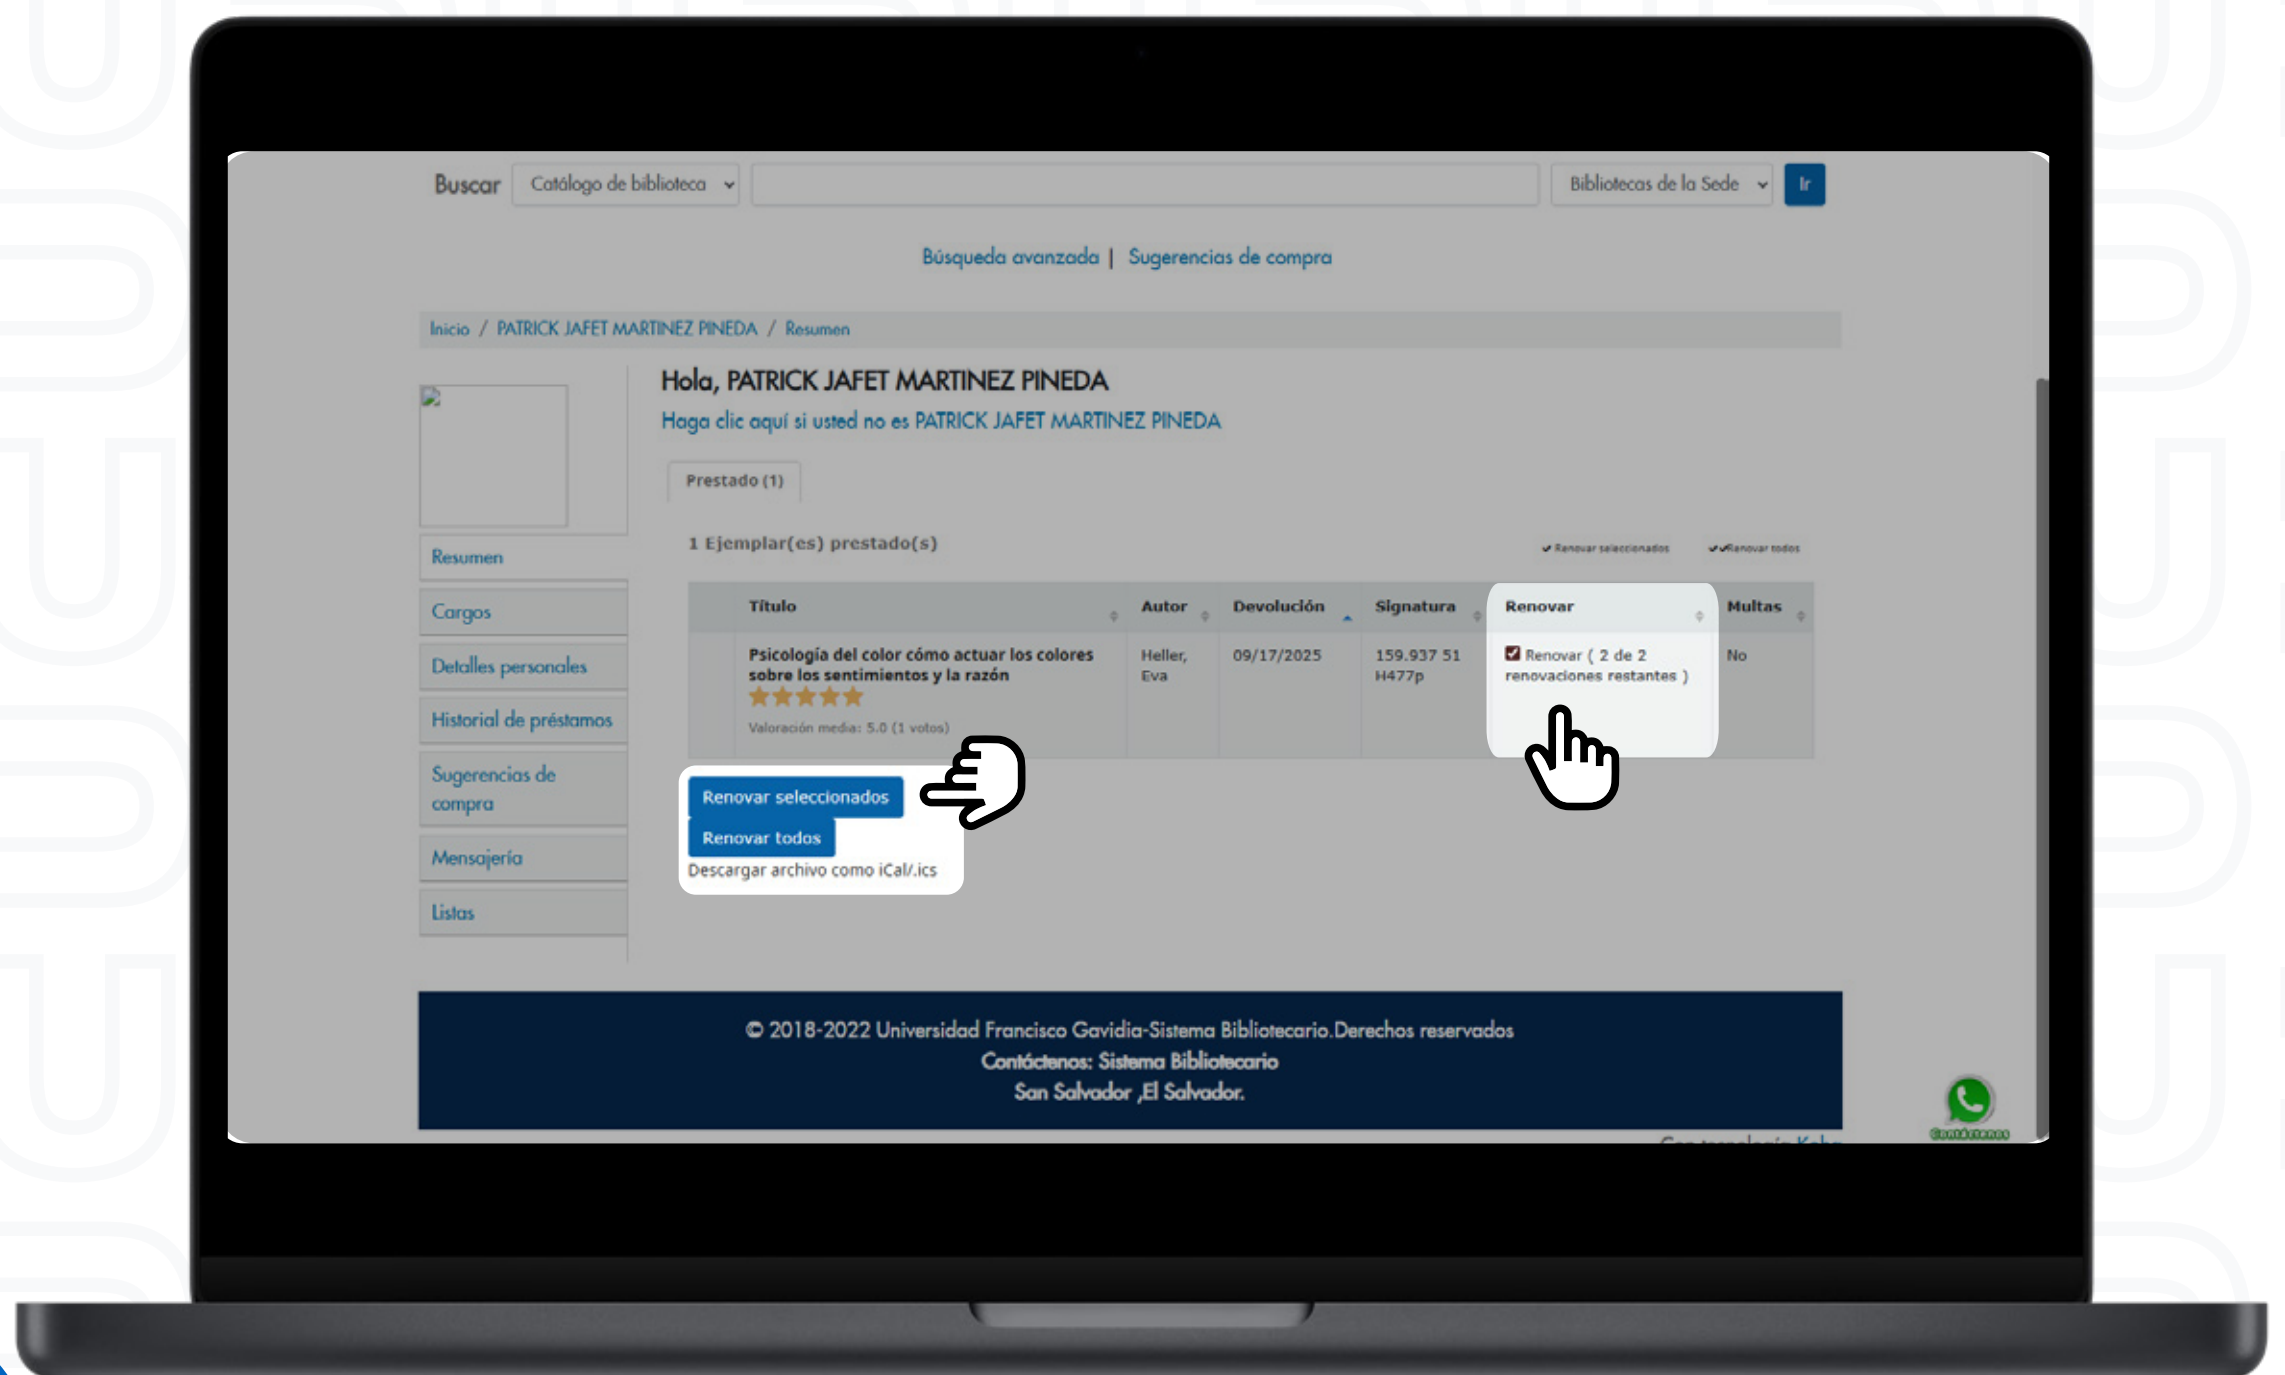 Buscar Catálogo de biblioteca Bibliotecas de la Sede Ir
Búsqueda avanzada | Sugerencias de compra
Inicio / PATRICK JAFET MARTINEZ PINEDA / Resumen
Hola, PATRICK JAFET MARTINEZ PINEDA
Haga clic aquí si usted no es PATRICK JAFET MARTINEZ PINEDA
Prestado (1)
1 Ejemplar(es) prestado(s)
Renovar seleccionados Renovar todos
Resumen
Cargos
Detalles personales
Historial de préstamos
Sugerencias de
compra
Mensajería
Listas
Título Autor Devolución Signatura Renovar Multas
Psicología del color cómo actuar los colores Heller, 09/17/2025 159.937 51 Renovar ( 2 de 2 No
sobre los sentimientos y la razón Eva H477p renovaciones restantes )
Valoración media: 5.0 (1 votos)
Renovar seleccionados
Renovar todos
Descargar archivo como iCal/.ics
© 2018-2022 Universidad Francisco Gavidia-Sistema Bibliotecario.Derechos reservados
Contáctenos: Sistema Bibliotecario
San Salvador ,El Salvador.
Contáctenos